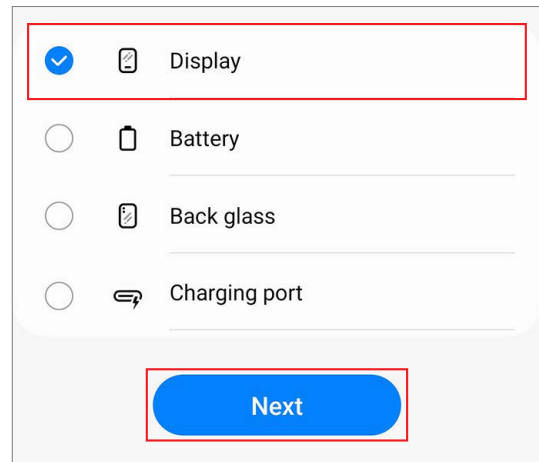 Display
Battery
Back glass
Charging port
Next